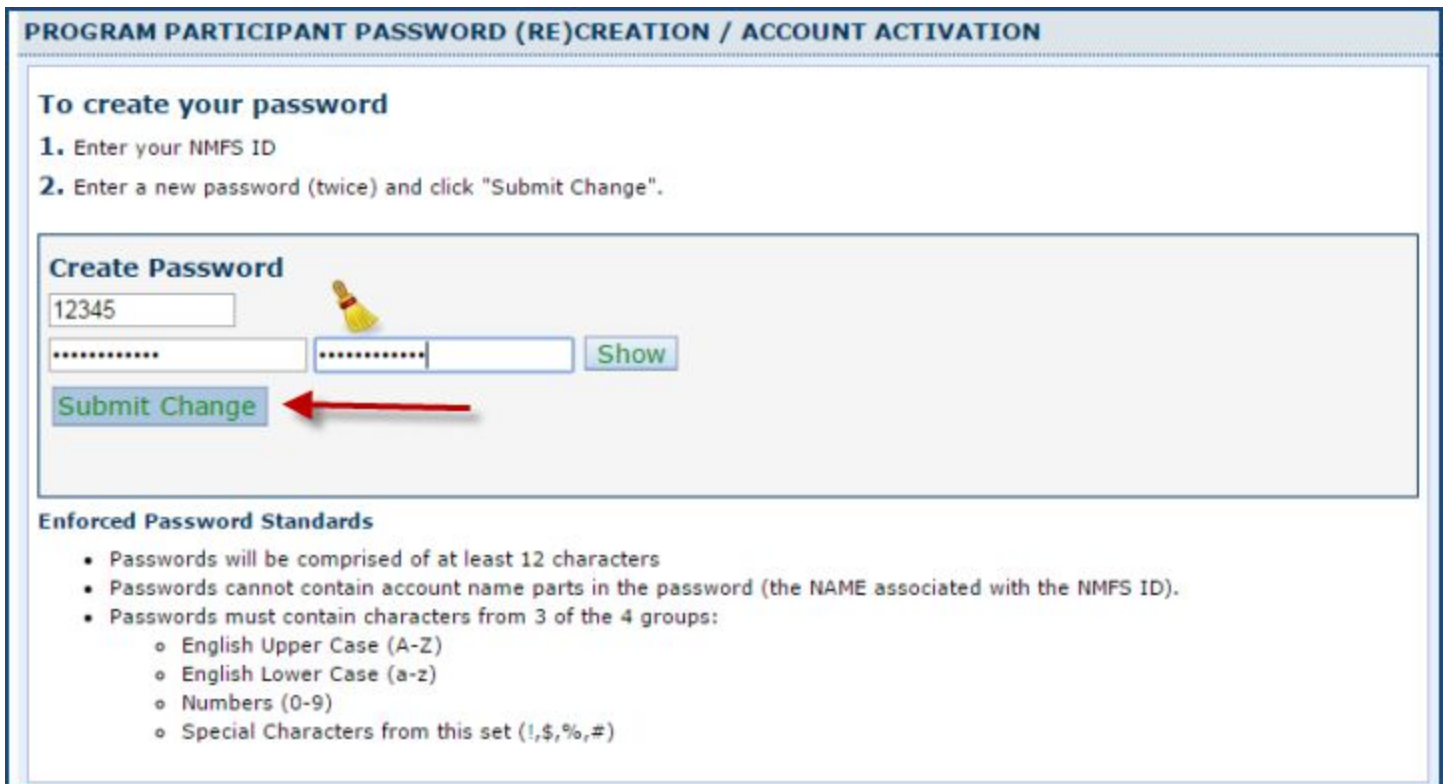 PROGRAM PARTICIPANT PASSWORD (RE)CREATION / ACCOUNT ACTIVATION
To create your password
1. Enter your NMFS ID
2. Enter a new password (twice) and click "Submit Change".
Create Password
12345
•••••••••••• •••••••••••• Show
Submit Change
Enforced Password Standards
• Passwords will be comprised of at least 12 characters
• Passwords cannot contain account name parts in the password (the NAME associated with the NMFS ID).
• Passwords must contain characters from 3 of the 4 groups:
∘ English Upper Case (A-Z)
∘ English Lower Case (a-z)
∘ Numbers (0-9)
∘ Special Characters from this set (!,$,%,#)